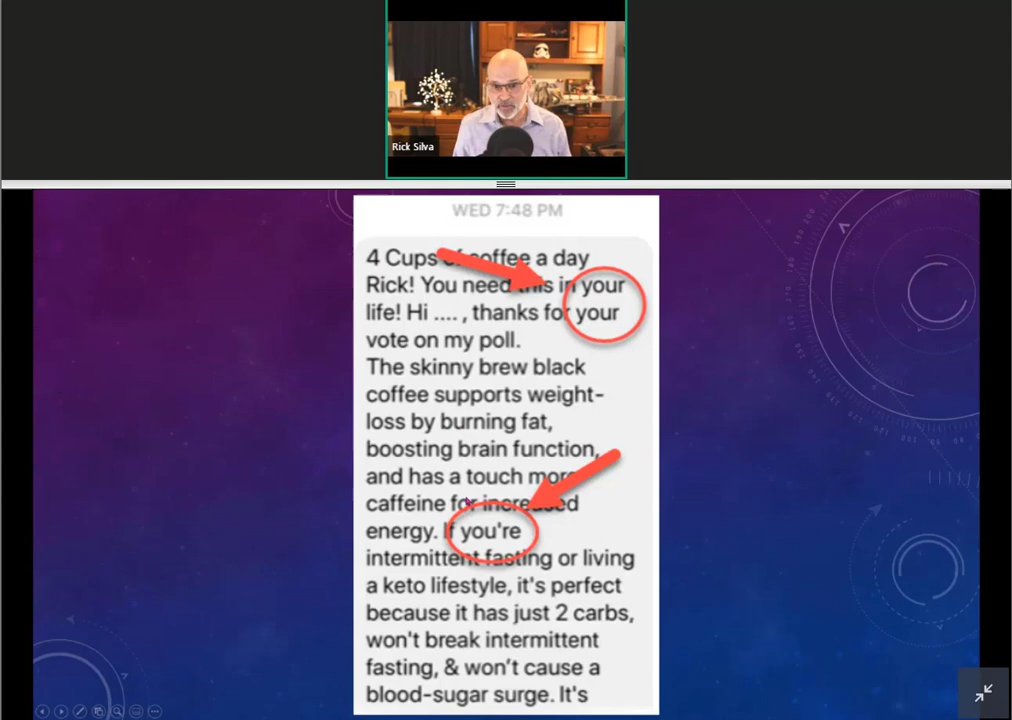 Rick Silva
WED 7:48 PM
4 Cups of coffee a day
Rick! You need this in your
life! Hi .... , thanks for your
vote on my poll.
The skinny brew black
coffee supports weight-
loss by burning fat,
boosting brain function,
and has a touch more
caffeine for increased
energy. If you're
intermittent fasting or living
a keto lifestyle, it's perfect
because it has just 2 carbs,
won't break intermittent
fasting, & won't cause a
blood-sugar surge. It's